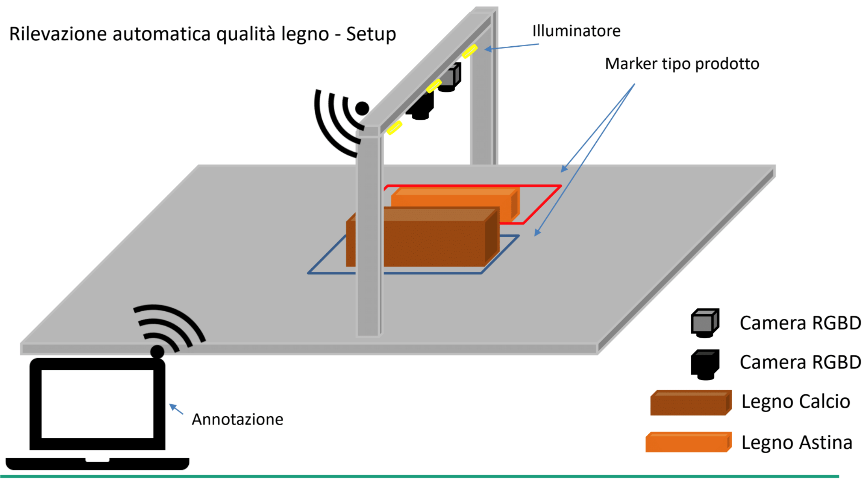 Rilevazione automatica qualità legno - Setup
Illuminatore
Marker tipo prodotto
Camera RGBD
Camera RGBD
Legno Calcio
Legno Astina
Annotazione